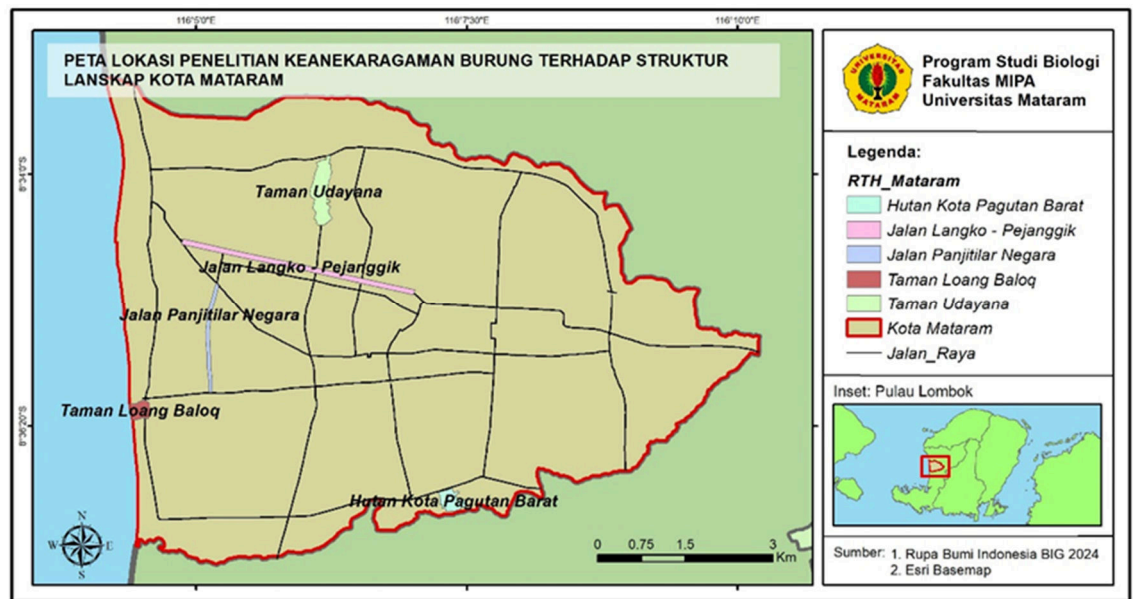 116°5'0"E
116°7'30"E
116°10'0"E
PETA LOKASI PENELITIAN KEANEKARAGAMAN BURUNG TERHADAP STRUKTUR
LANSKAP KOTA MATARAM
8°34'0"S
Taman Udayana
Jalan Langko - Pejanggik
Jalan Panjitilar Negara
Taman Loang Baloq
Hutan Kota Pagutan Barat
N
W
E
S
0 0.75 1.5 3
Km
UNIVERSITAS
MATARAM
Program Studi Biologi
Fakultas MIPA
Universitas Mataram
Legenda:
RTH_Mataram
Hutan Kota Pagutan Barat
Jalan Langko - Pejanggik
Jalan Panjitilar Negara
Taman Loang Baloq
Taman Udayana
Kota Mataram
Jalan_Raya
Inset: Pulau Lombok
Sumber: 1. Rupa Bumi Indonesia BIG 2024
2. Esri Basemap